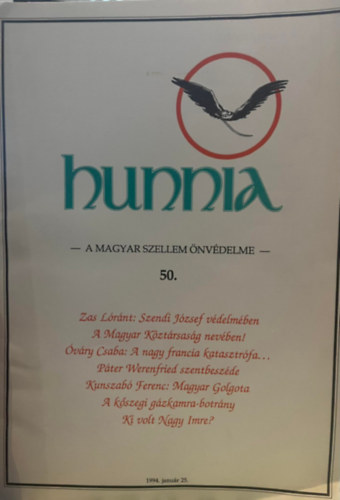 hunnia
— A MAGYAR SZELLEM ÖNVÉDELME —
50.
Zas Lóránt: Szendi József védelmében
A Magyar Köztársaság nevében!
Óváry Csaba: A nagy francia katasztrófa...
Páter Werenfried szentbeszéde
Kunszabó Ferenc: Magyar Golgota
A kőszegi gázkamra-botrány
Ki volt Nagy Imre?
1994. január 25.